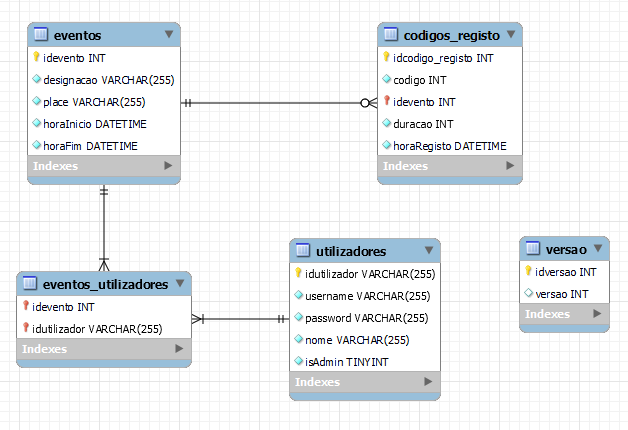 eventos
idevento INT
designacao VARCHAR(255)
place VARCHAR(255)
horaInicio DATETIME
horaFim DATETIME
Indexes
codigos_registo
idcodigo_registo INT
codigo INT
idevento INT
duracao INT
horaRegisto DATETIME
Indexes
eventos_utilizadores
idevento INT
idutilizador VARCHAR(255)
Indexes
utilizadores
idutilizador VARCHAR(255)
username VARCHAR(255)
password VARCHAR(255)
nome VARCHAR(255)
isAdmin TINYINT
Indexes
versao
idversao INT
versao INT
Indexes